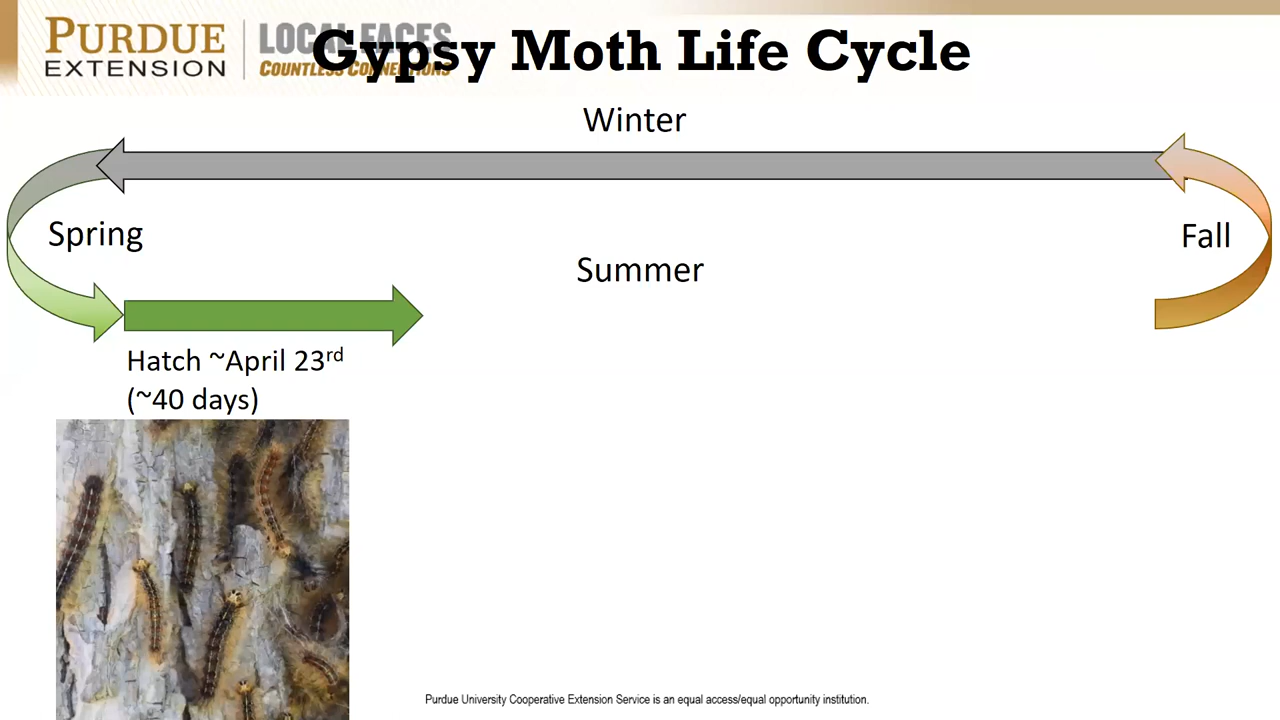 PURDUE
EXTENSION
LOCAL FACES
COUNTLESS CONNECTIONS
Gypsy Moth Life Cycle
Winter
Spring
Fall
Summer
Hatch ~April 23rd
(~40 days)
Purdue University Cooperative Extension Service is an equal access/equal opportunity institution.